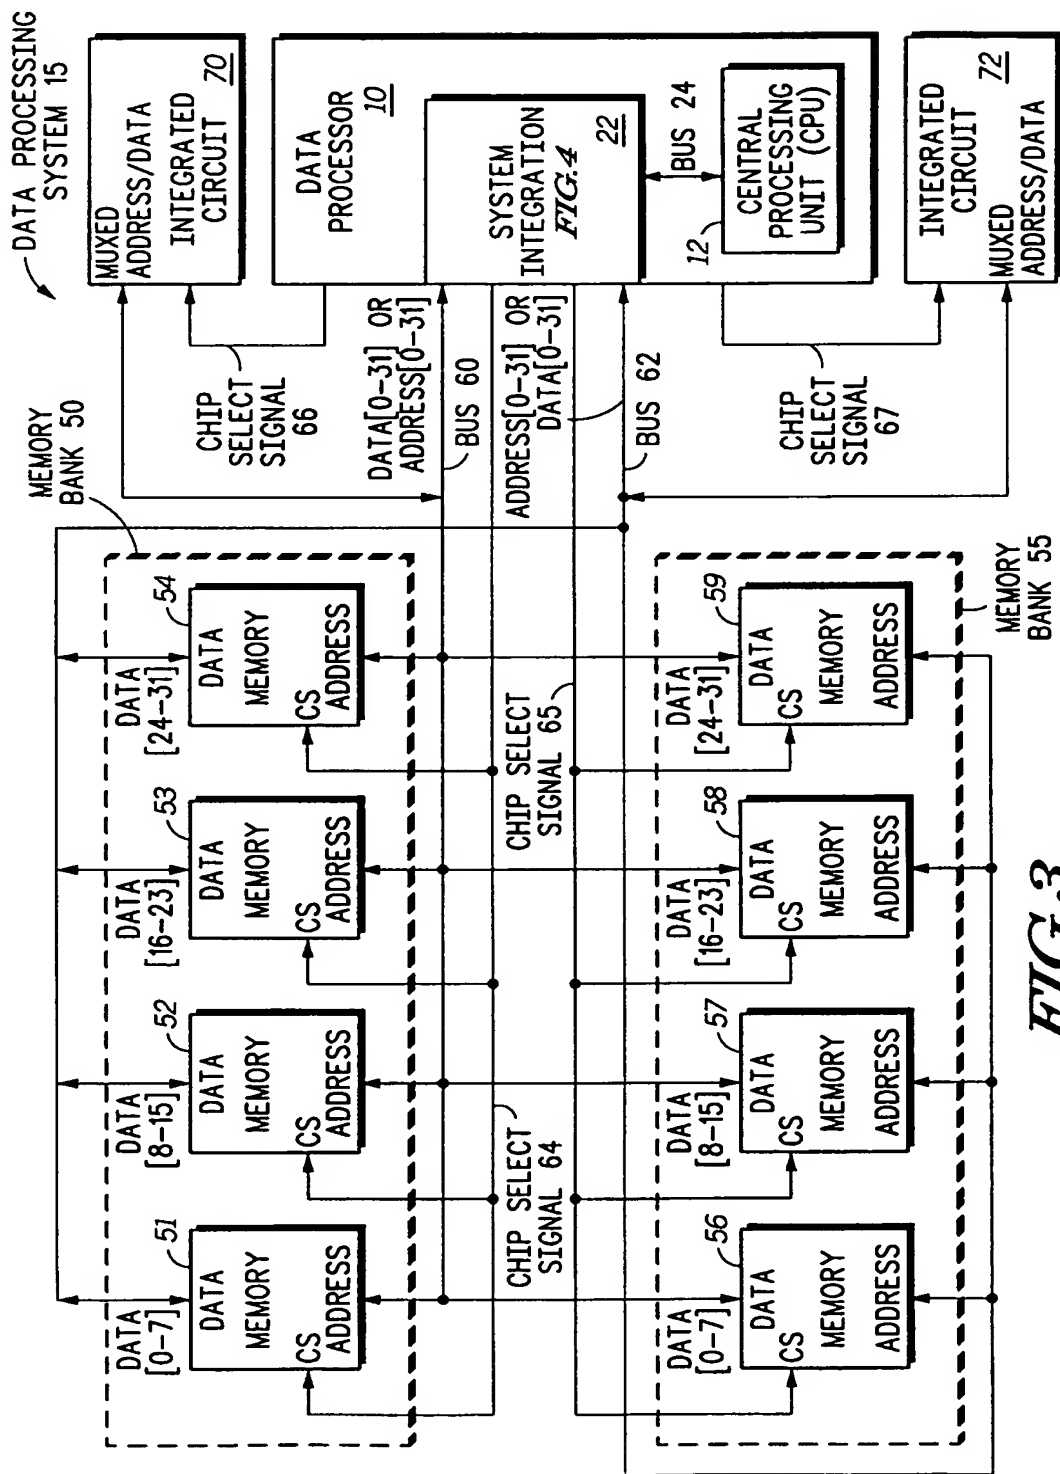 DATA PROCESSING
SYSTEM 15
MUXED
ADDRESS/DATA
INTEGRATED
CIRCUIT
70
DATA
PROCESSOR
10
SYSTEM
INTEGRATION
FIG.4
22
BUS 24
12
CENTRAL
PROCESSING
UNIT (CPU)
INTEGRATED
CIRCUIT
72
MUXED
ADDRESS/DATA
CHIP
SELECT
SIGNAL
66
DATA[0-31] OR
ADDRESS[0-31]
BUS 60
ADDRESS[0-31] OR
DATA[0-31]
BUS 62
CHIP
SELECT
SIGNAL
67
MEMORY
BANK 50
DATA
[24-31]
54
DATA
MEMORY
CS
ADDRESS
DATA
[16-23]
53
DATA
MEMORY
CS
ADDRESS
DATA
[8-15]
52
DATA
MEMORY
CS
ADDRESS
DATA
[0-7]
51
DATA
MEMORY
CS
ADDRESS
CHIP SELECT
SIGNAL 65
CHIP SELECT
SIGNAL 64
DATA
[24-31]
59
DATA
CS
MEMORY
ADDRESS
DATA
[16-23]
58
DATA
CS
MEMORY
ADDRESS
DATA
[8-15]
57
DATA
CS
MEMORY
ADDRESS
DATA
[0-7]
56
DATA
CS
MEMORY
ADDRESS
MEMORY
BANK 55
FIG.3